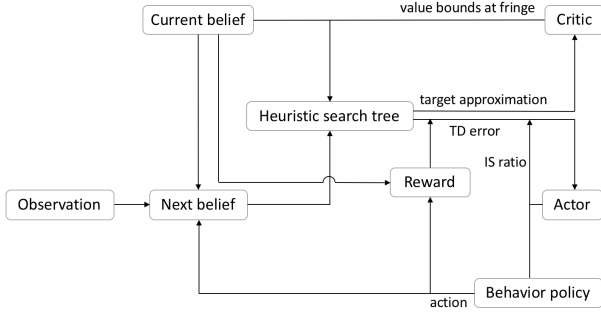 value bounds at fringe
Current belief
Critic
target approximation
Heuristic search tree
TD error
IS ratio
Reward
Observation
Next belief
Actor
Behavior policy
action